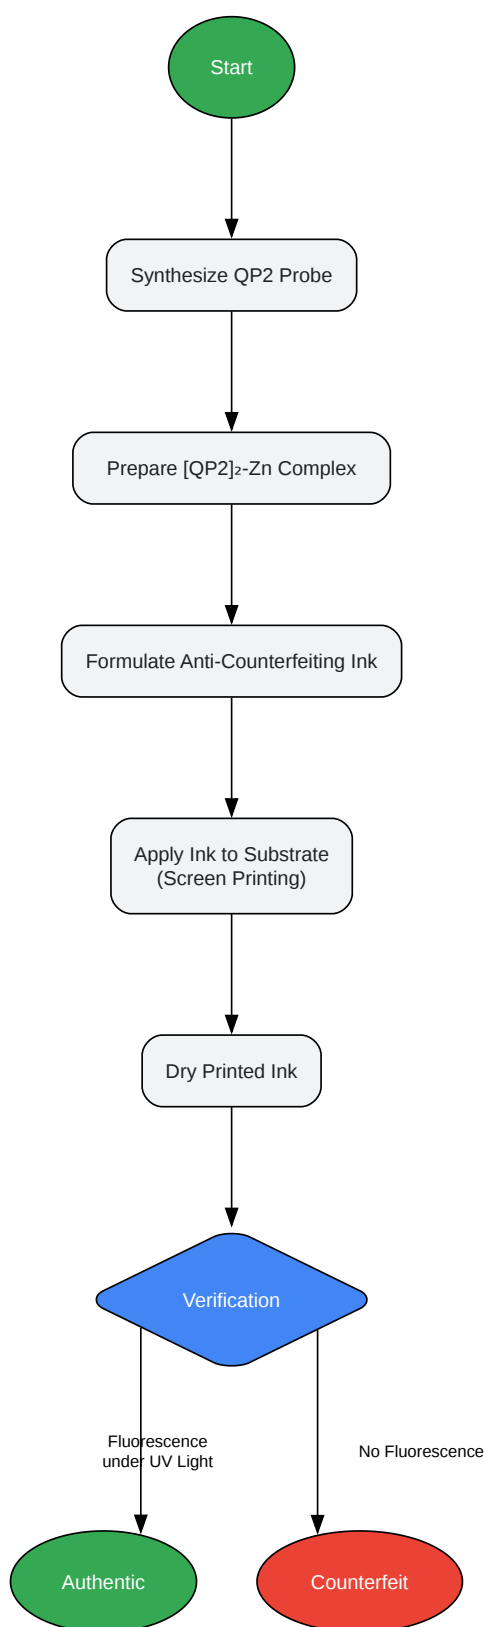 Start
Synthesize QP2 Probe
Prepare [QP2]₂-Zn Complex
Formulate Anti-Counterfeiting Ink
Apply Ink to Substrate
(Screen Printing)
Dry Printed Ink
Verification
Fluorescence
under UV Light
No Fluorescence
Authentic
Counterfeit